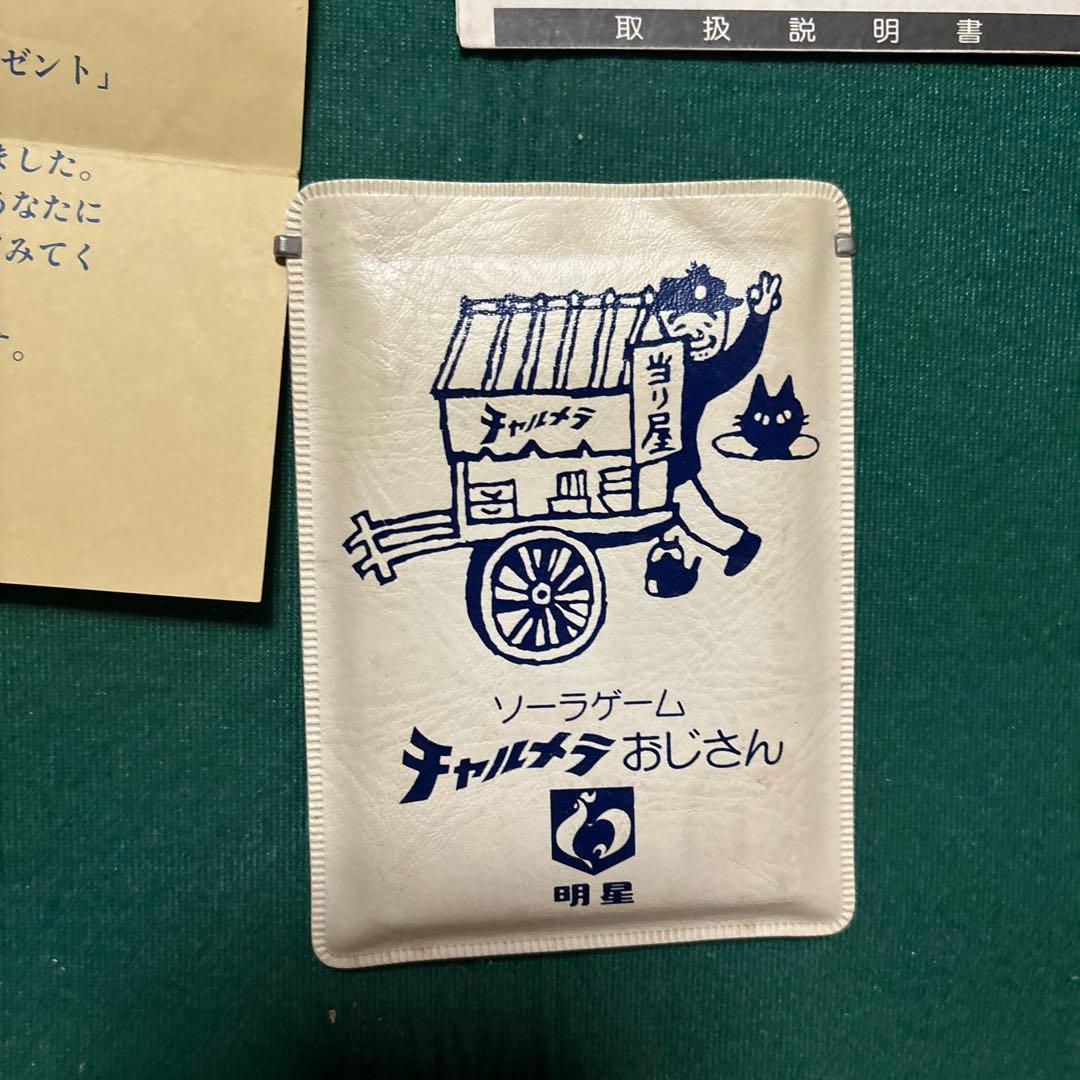 ゼント」
ました。
あなたに
みてく
。
取扱説明書
チャルメラ
当り屋
ソーラゲーム
チャルメラおじさん
明星